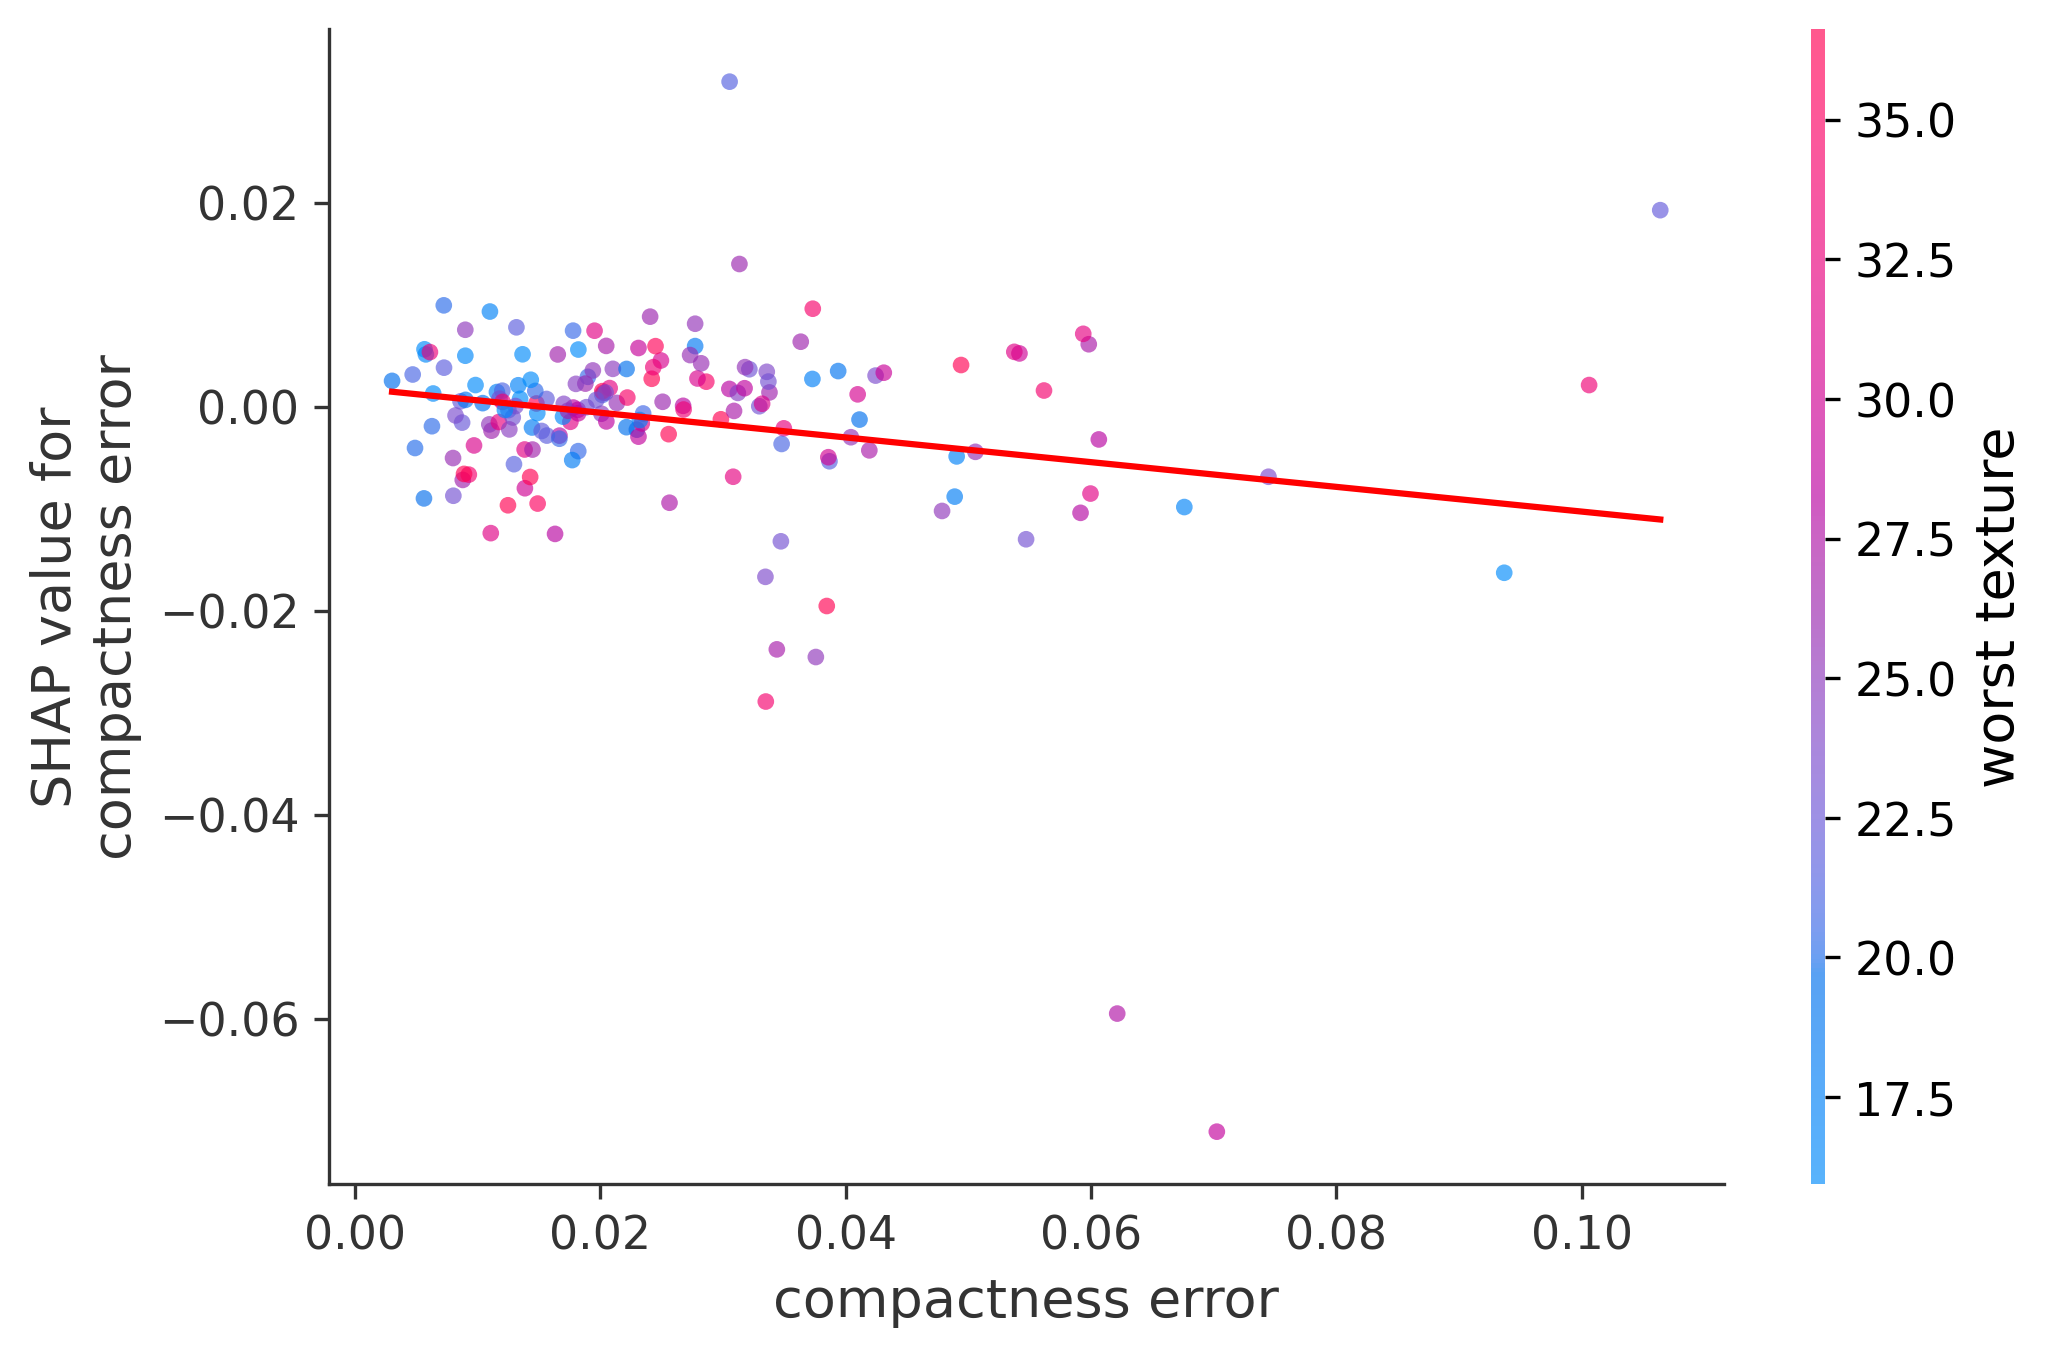 SHAP value for
compactness error
0.02
0.00
−0.02
−0.04
−0.06
0.00 0.02 0.04 0.06 0.08 0.10
compactness error
35.0
32.5
30.0
27.5
25.0
22.5
20.0
17.5
worst texture